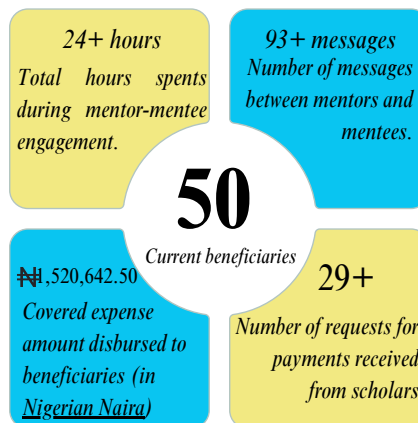 24+ hours
Total hours spents
during mentor-mentee
engagement.
93+ messages
Number of messages
between mentors and
mentees.
50
Current beneficiaries
₦1,520,642.50
Covered expense
amount disbursed to
beneficiaries (in
Nigerian Naira)
29+
Number of requests for
payments received
from scholars